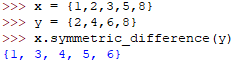 >>> x = {1,2,3,5,8}
>>> y = {2,4,6,8}
>>> x.symmetric_difference(y)
{1, 3, 4, 5, 6}